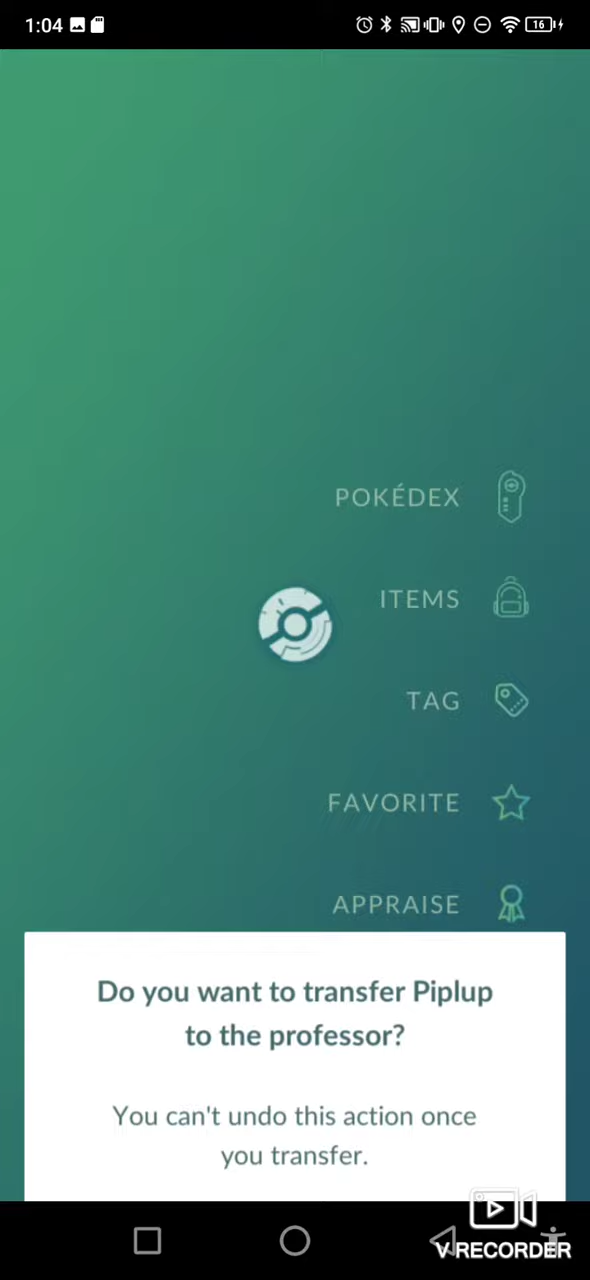 1:04
16
POKÉDEX
ITEMS
TAG
FAVORITE
APPRAISE
Do you want to transfer Piplup
to the professor?
You can't undo this action once
you transfer.
V RECORDER